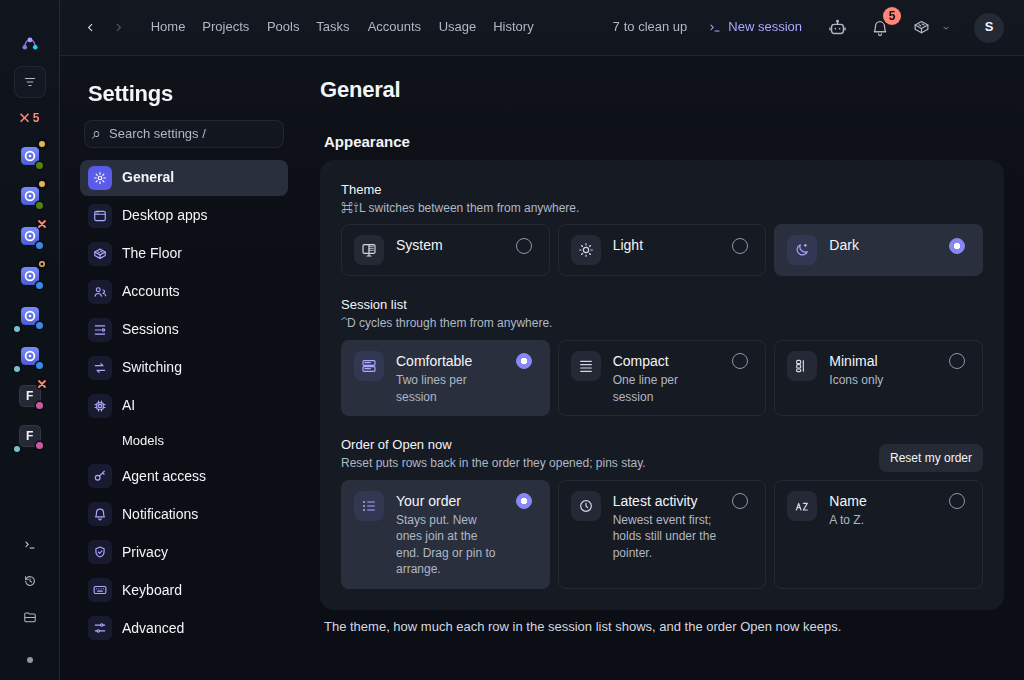 Home Projects Pools Tasks Accounts Usage History 7 to clean up New session 5 S
5
F
F
Settings
Search settings /
General
Desktop apps
The Floor
Accounts
Sessions
Switching
AI
Models
Agent access
Notifications
Privacy
Keyboard
Advanced
General
Appearance
Theme
⌘⇧L switches between them from anywhere.
System
Light
Dark
Session list
^D cycles through them from anywhere.
Comfortable
Two lines per
session
Compact
One line per
session
Minimal
Icons only
Order of Open now
Reset puts rows back in the order they opened; pins stay.
Reset my order
Your order
Stays put. New
ones join at the
end. Drag or pin to
arrange.
Latest activity
Newest event first;
holds still under the
pointer.
AZ
Name
A to Z.
The theme, how much each row in the session list shows, and the order Open now keeps.